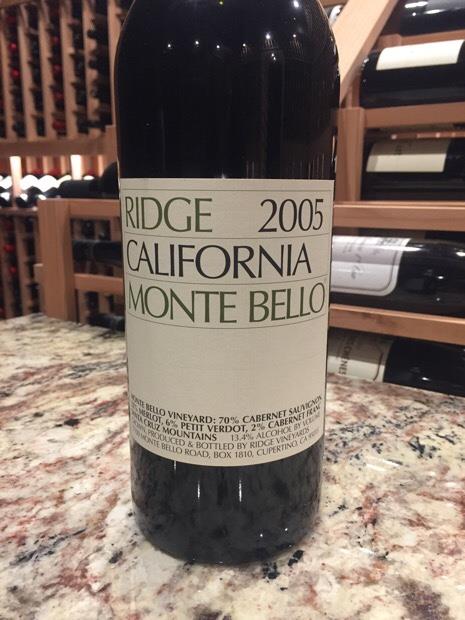 RIDGE 2005
CALIFORNIA
MONTE BELLO
MONTE BELLO VINEYARD: 70% CABERNET SAUVIGNON,
MERLOT, 6% PETIT VERDOT, 2% CABERNET FRANC
CRUZ MOUNTAINS 13.4% ALCOHOL BY VOLUME
PRODUCED & BOTTLED BY RIDGE VINEYARDS
MONTE BELLO ROAD, BOX 1810, CUPERTINO, CA